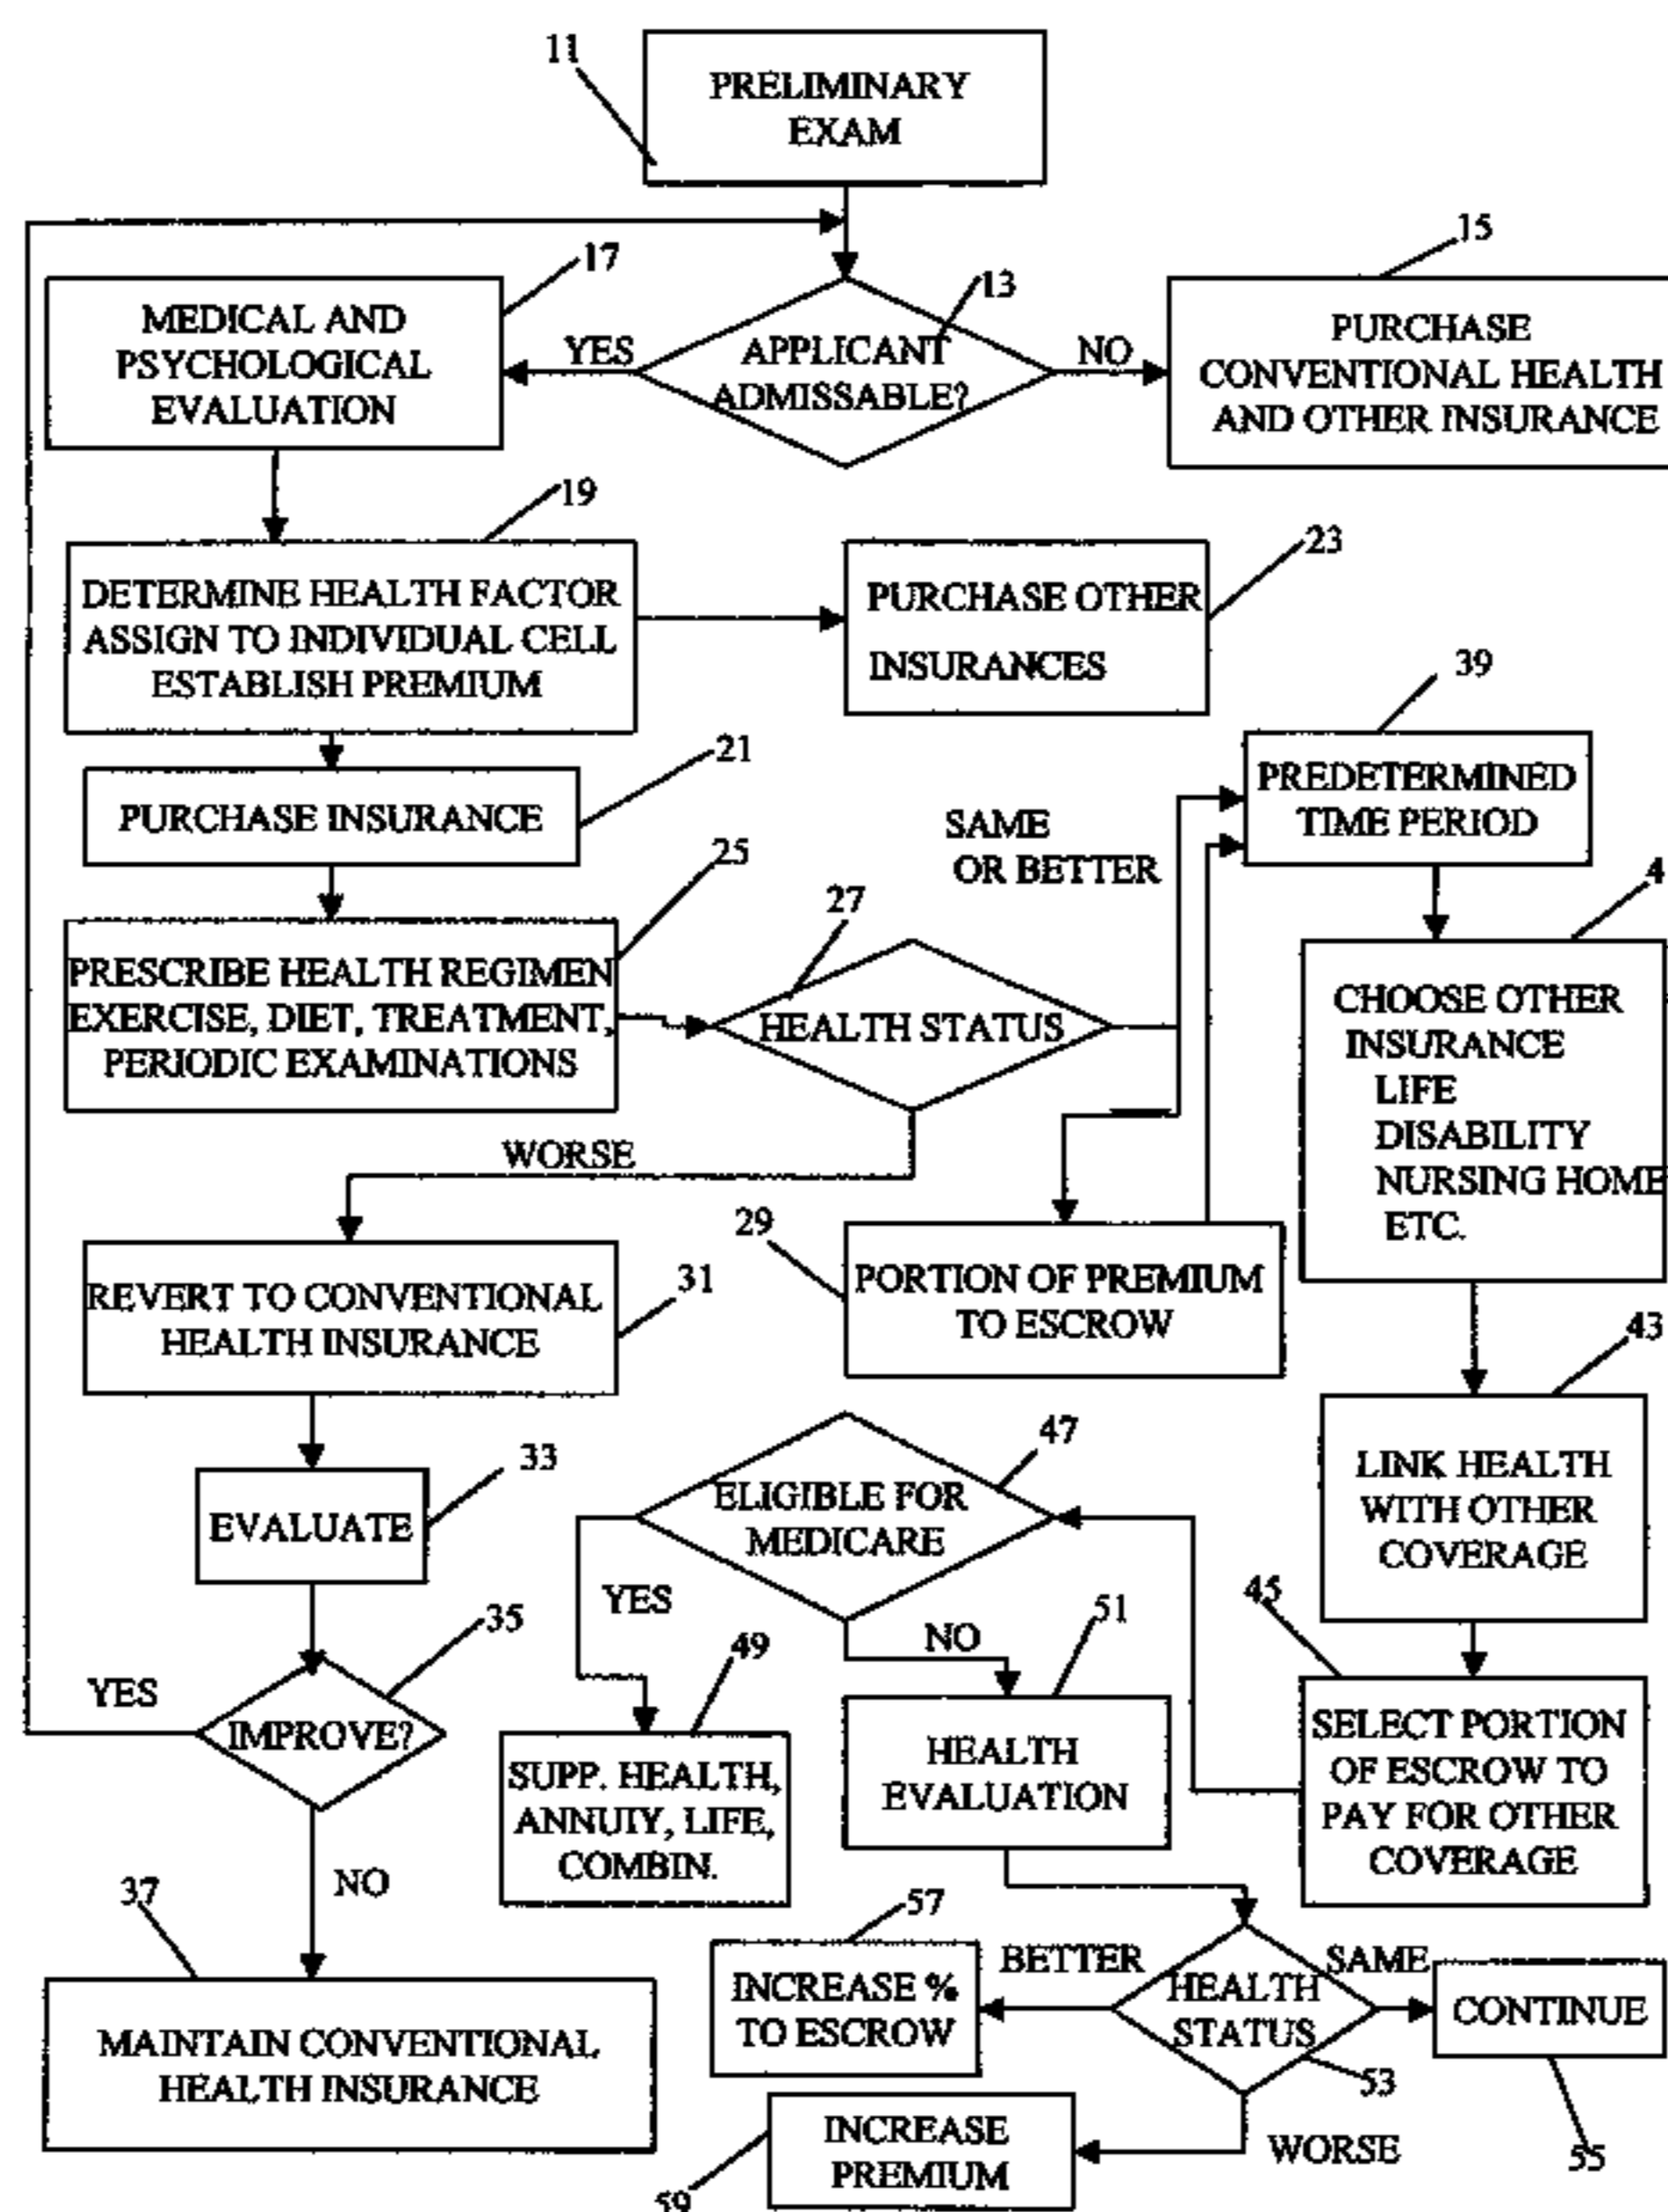 PRELIMINARY
EXAM
11
APPLICANT
ADMISSABLE?
13
YES
NO
15
PURCHASE
CONVENTIONAL HEALTH
AND OTHER INSURANCE
17
MEDICAL AND
PSYCHOLOGICAL
EVALUATION
19
DETERMINE HEALTH FACTOR
ASSIGN TO INDIVIDUAL CELL
ESTABLISH PREMIUM
23
PURCHASE OTHER
INSURANCES
21
PURCHASE INSURANCE
25
PRESCRIBE HEALTH REGIMEN
EXERCISE, DIET, TREATMENT,
PERIODIC EXAMINATIONS
27
HEALTH STATUS
SAME
OR BETTER
WORSE
39
PREDETERMINED
TIME PERIOD
4
CHOOSE OTHER
INSURANCE
LIFE
DISABILITY
NURSING HOME
ETC.
29
PORTION OF PREMIUM
TO ESCROW
31
REVERT TO CONVENTIONAL
HEALTH INSURANCE
33
EVALUATE
35
IMPROVE?
YES
NO
37
MAINTAIN CONVENTIONAL
HEALTH INSURANCE
43
LINK HEALTH
WITH OTHER
COVERAGE
45
SELECT PORTION
OF ESCROW TO
PAY FOR OTHER
COVERAGE
47
ELIGIBLE FOR
MEDICARE
YES
NO
49
SUPP. HEALTH,
ANNUIY, LIFE,
COMBIN.
51
HEALTH
EVALUATION
53
HEALTH
STATUS
BETTER
SAME
WORSE
57
INCREASE %
TO ESCROW
CONTINUE
55
INCREASE
PREMIUM
59